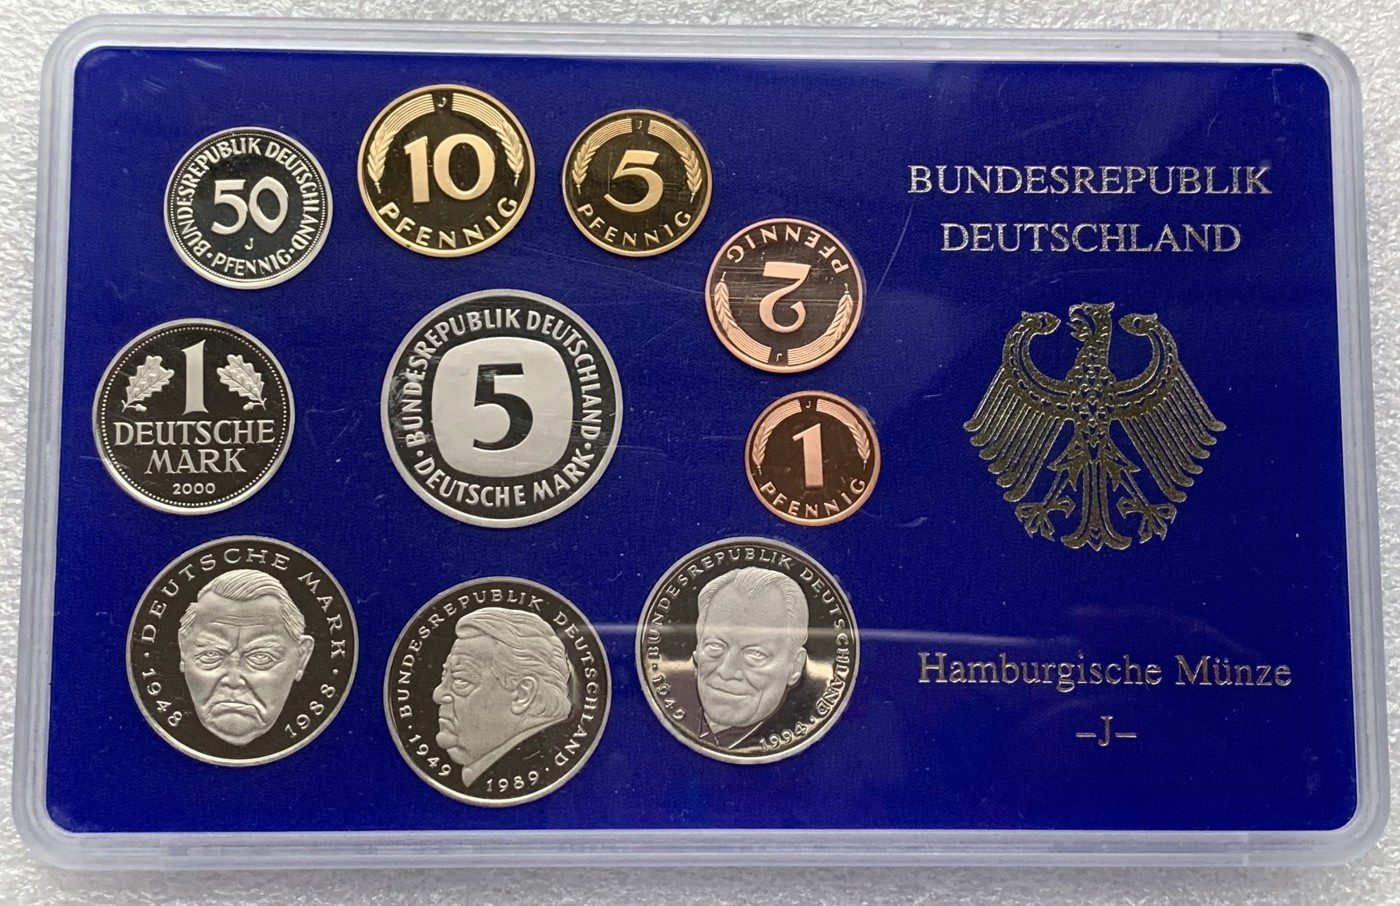 BUNDESREPUBLIK DEUTSCHLAND
50
J
· PFENNIG ·
J
10
PFENNIG
J
5
PFENNIG
BUNDESREPUBLIK
DEUTSCHLAND
PFENNIG
2
J
1
DEUTSCHE
MARK
2000
· BUNDESREPUBLIK DEUTSCHLAND ·
5
DEUTSCHE MARK
J
1
PFENNIG
· DEUTSCHE MARK ·
1948 1988
BUNDESREPUBLIK DEUTSCHLAND
· 1949 1989 ·
BUNDESREPUBLIK DEUTSCHLAND
· 1949 1994 ·
Hamburgische Münze
–J–